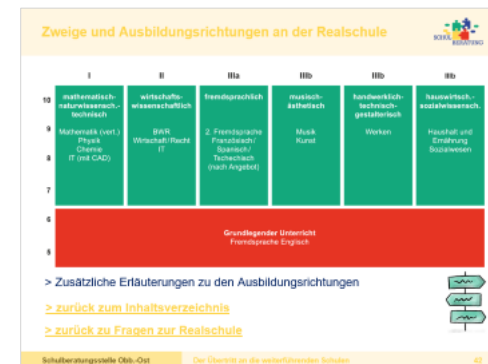 Zweige und Ausbildungsrichtungen an der Realschule
SCHUL
BERATUNG
I
II
IIIa
IIIb
IIIb
IIIb
10
9
8
7
mathematisch-
naturwissensch.-
technisch
Mathematik (vert.)
Physik
Chemie
IT (mit CAD)
wirtschafts-
wissenschaftlich
BWR
Wirtschaft/Recht
IT
fremdsprachlich
2. Fremdsprache
Französisch/
Spanisch/
Tschechisch
(nach Angebot)
musisch-
ästhetisch
Musik
Kunst
handwerklich-
technisch-
gestalterisch
Werken
hauswirtsch.-
sozialwissensch.
Haushalt und
Ernährung
Sozialwesen
6
5
Grundlegender Unterricht
Fremdsprache Englisch
> Zusätzliche Erläuterungen zu den Ausbildungsrichtungen
> zurück zum Inhaltsverzeichnis
> zurück zu Fragen zur Realschule
Schulberatungsstelle Obb.-Ost
Der Übertritt an die weiterführenden Schulen
42